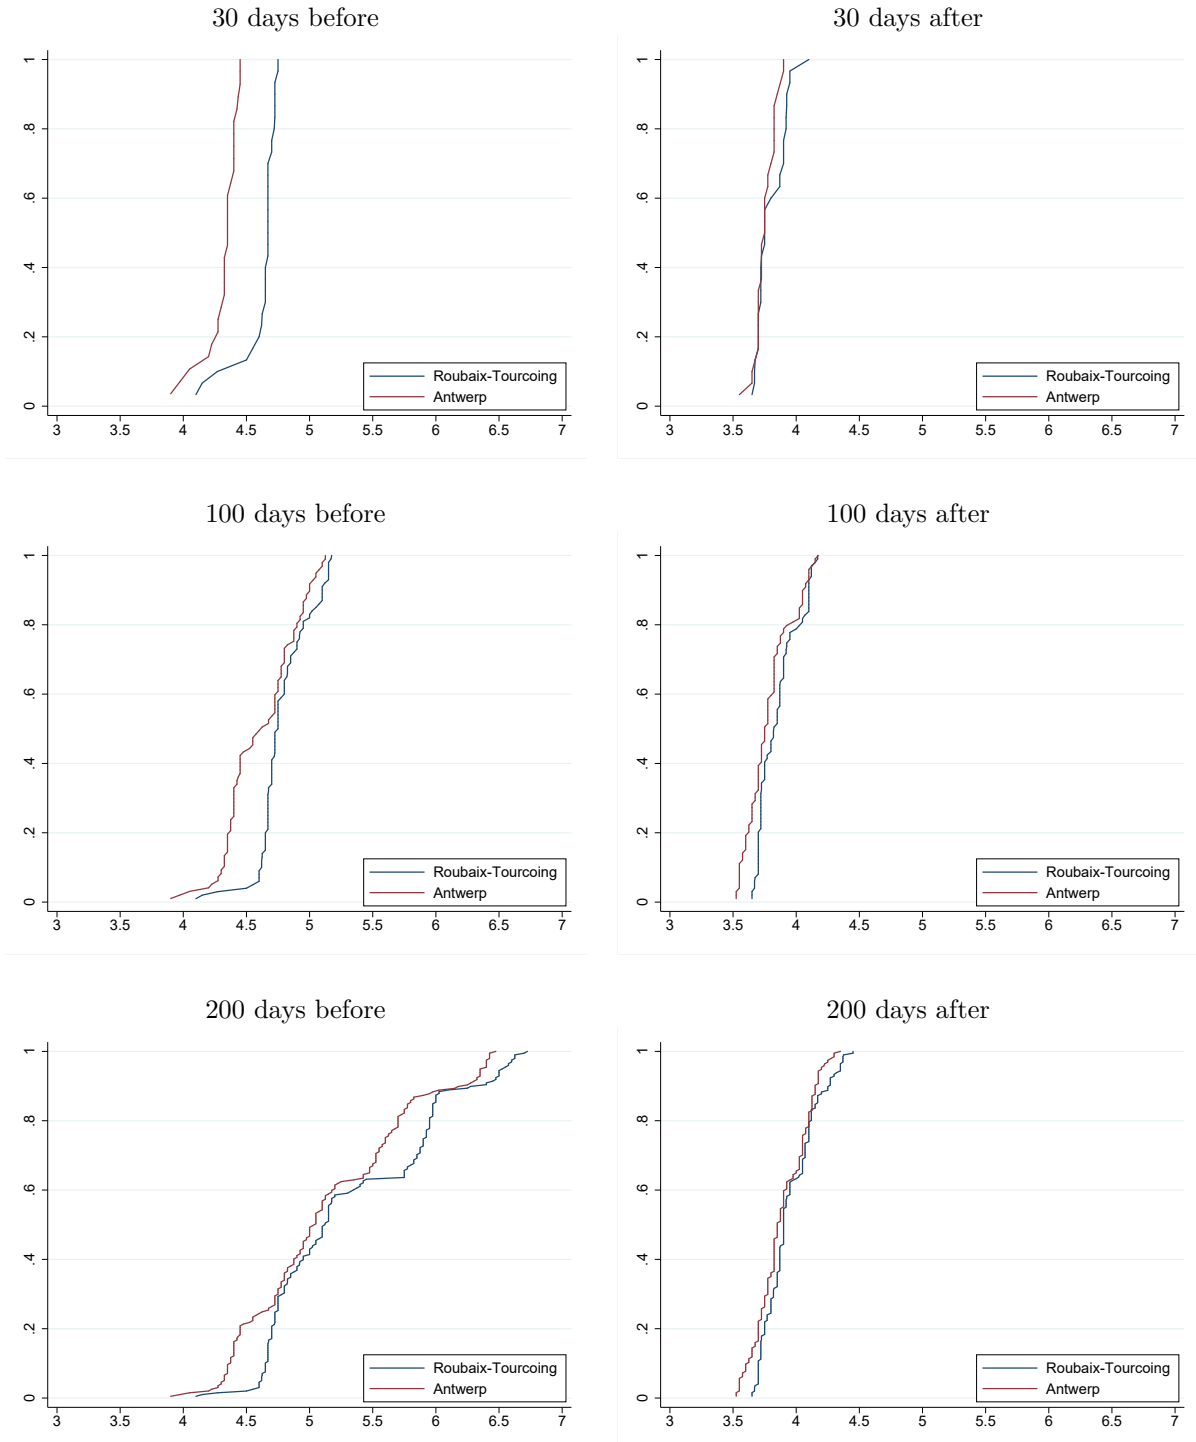 30 days before
30 days after
1
.8
.6
.4
.2
0
3 3.5 4 4.5 5 5.5 6 6.5 7
Roubaix-Tourcoing
Antwerp
1
.8
.6
.4
.2
0
3 3.5 4 4.5 5 5.5 6 6.5 7
Roubaix-Tourcoing
Antwerp
100 days before
100 days after
1
.8
.6
.4
.2
0
3 3.5 4 4.5 5 5.5 6 6.5 7
Roubaix-Tourcoing
Antwerp
1
.8
.6
.4
.2
0
3 3.5 4 4.5 5 5.5 6 6.5 7
Roubaix-Tourcoing
Antwerp
200 days before
200 days after
1
.8
.6
.4
.2
0
3 3.5 4 4.5 5 5.5 6 6.5 7
Roubaix-Tourcoing
Antwerp
1
.8
.6
.4
.2
0
3 3.5 4 4.5 5 5.5 6 6.5 7
Roubaix-Tourcoing
Antwerp